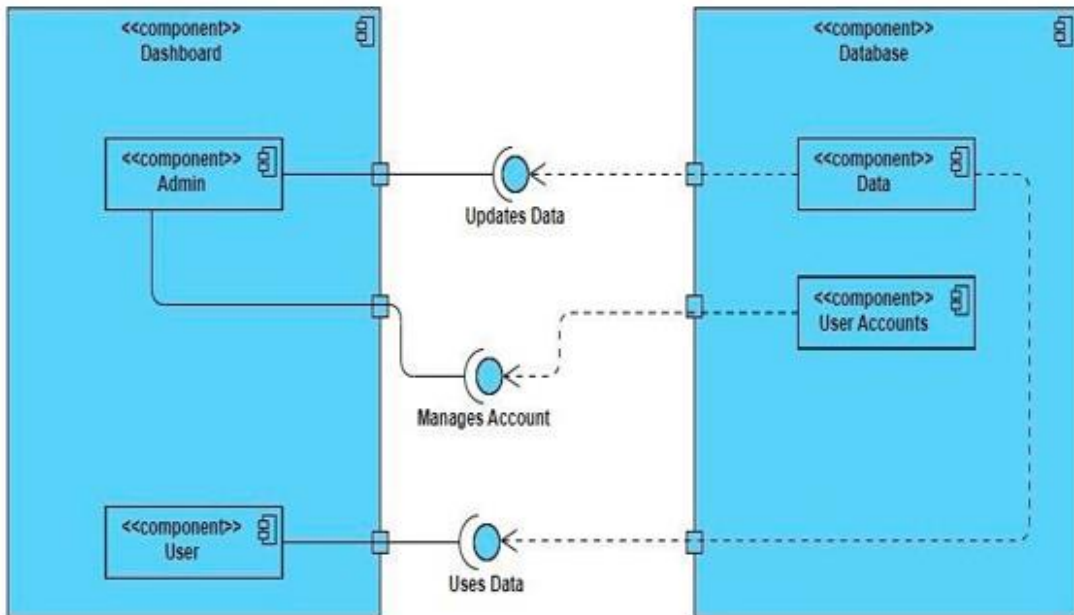 <<component>>
Dashboard
<<component>>
Database
<<component>>
Admin
Updates Data
<<component>>
Data
<<component>>
User Accounts
Manages Account
<<component>>
User
Uses Data